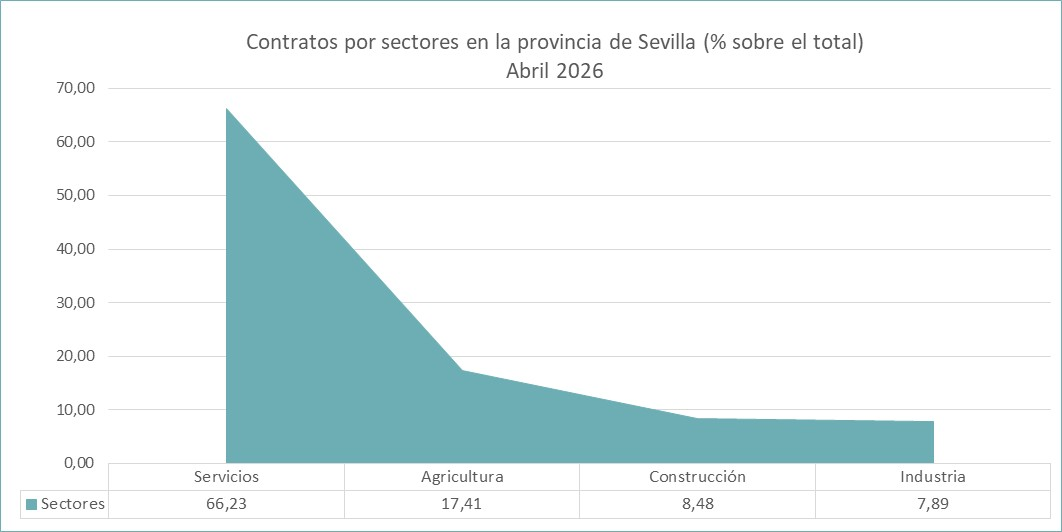 Contratos por sectores en la provincia de Sevilla (% sobre el total)
Abril 2026
70,00
60,00
50,00
40,00
30,00
20,00
10,00
0,00
Servicios Agricultura Construcción Industria
Sectores 66,23 17,41 8,48 7,89